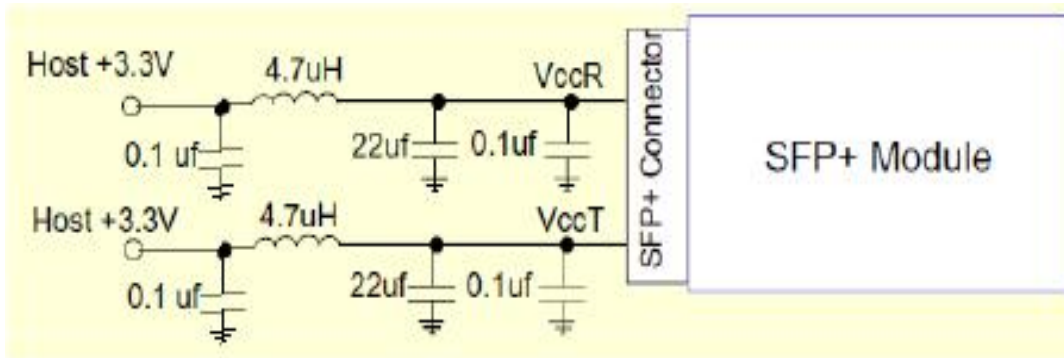 Host +3.3V
4.7uH
VccR
0.1 uf
22uf
0.1uf
Host +3.3V
4.7uH
VccT
0.1 uf
22uf
0.1uf
SFP+ Connector
SFP+ Module